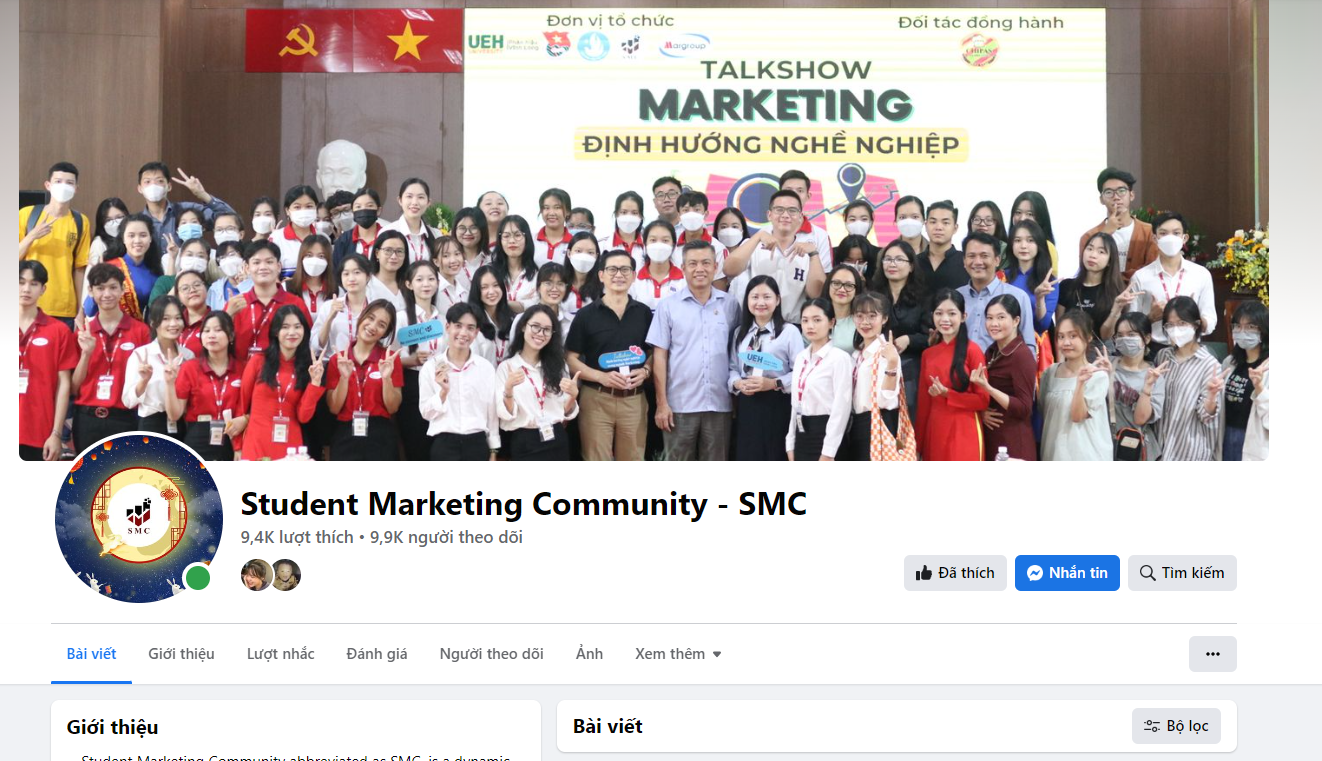 Đơn vị tổ chức
Đối tác đồng hành
UEH
UNIVERSITY
Margroup
TALKSHOW
MARKETING
ĐỊNH HƯỚNG NGHỀ NGHIỆP
H
SMC
UEH
SMC
Student Marketing Community - SMC
9,4K lượt thích • 9,9K người theo dõi
Đã thích
Nhắn tin
Tìm kiếm
Bài viết
Giới thiệu
Lượt nhắc
Đánh giá
Người theo dõi
Ảnh
Xem thêm
Giới thiệu
Student Marketing Community abbreviated as SMC, is a dynamic
Bài viết
Bộ lọc